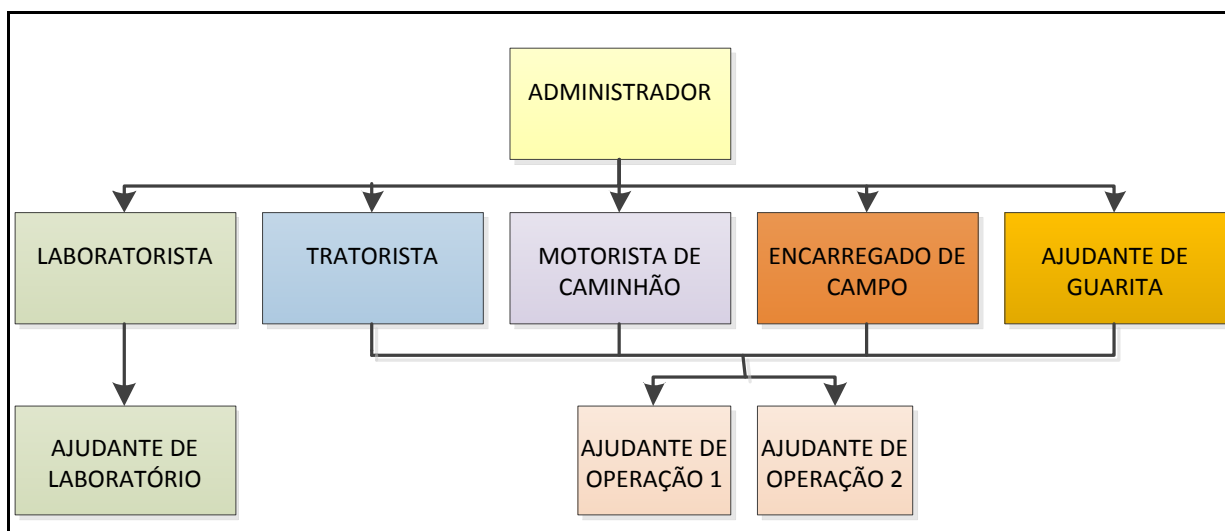 ADMINISTRADOR
LABORATORISTA
TRATORISTA
MOTORISTA DE
CAMINHÃO
ENCARREGADO DE
CAMPO
AJUDANTE DE
GUARITA
AJUDANTE DE
LABORATÓRIO
AJUDANTE DE
OPERAÇÃO 1
AJUDANTE DE
OPERAÇÃO 2